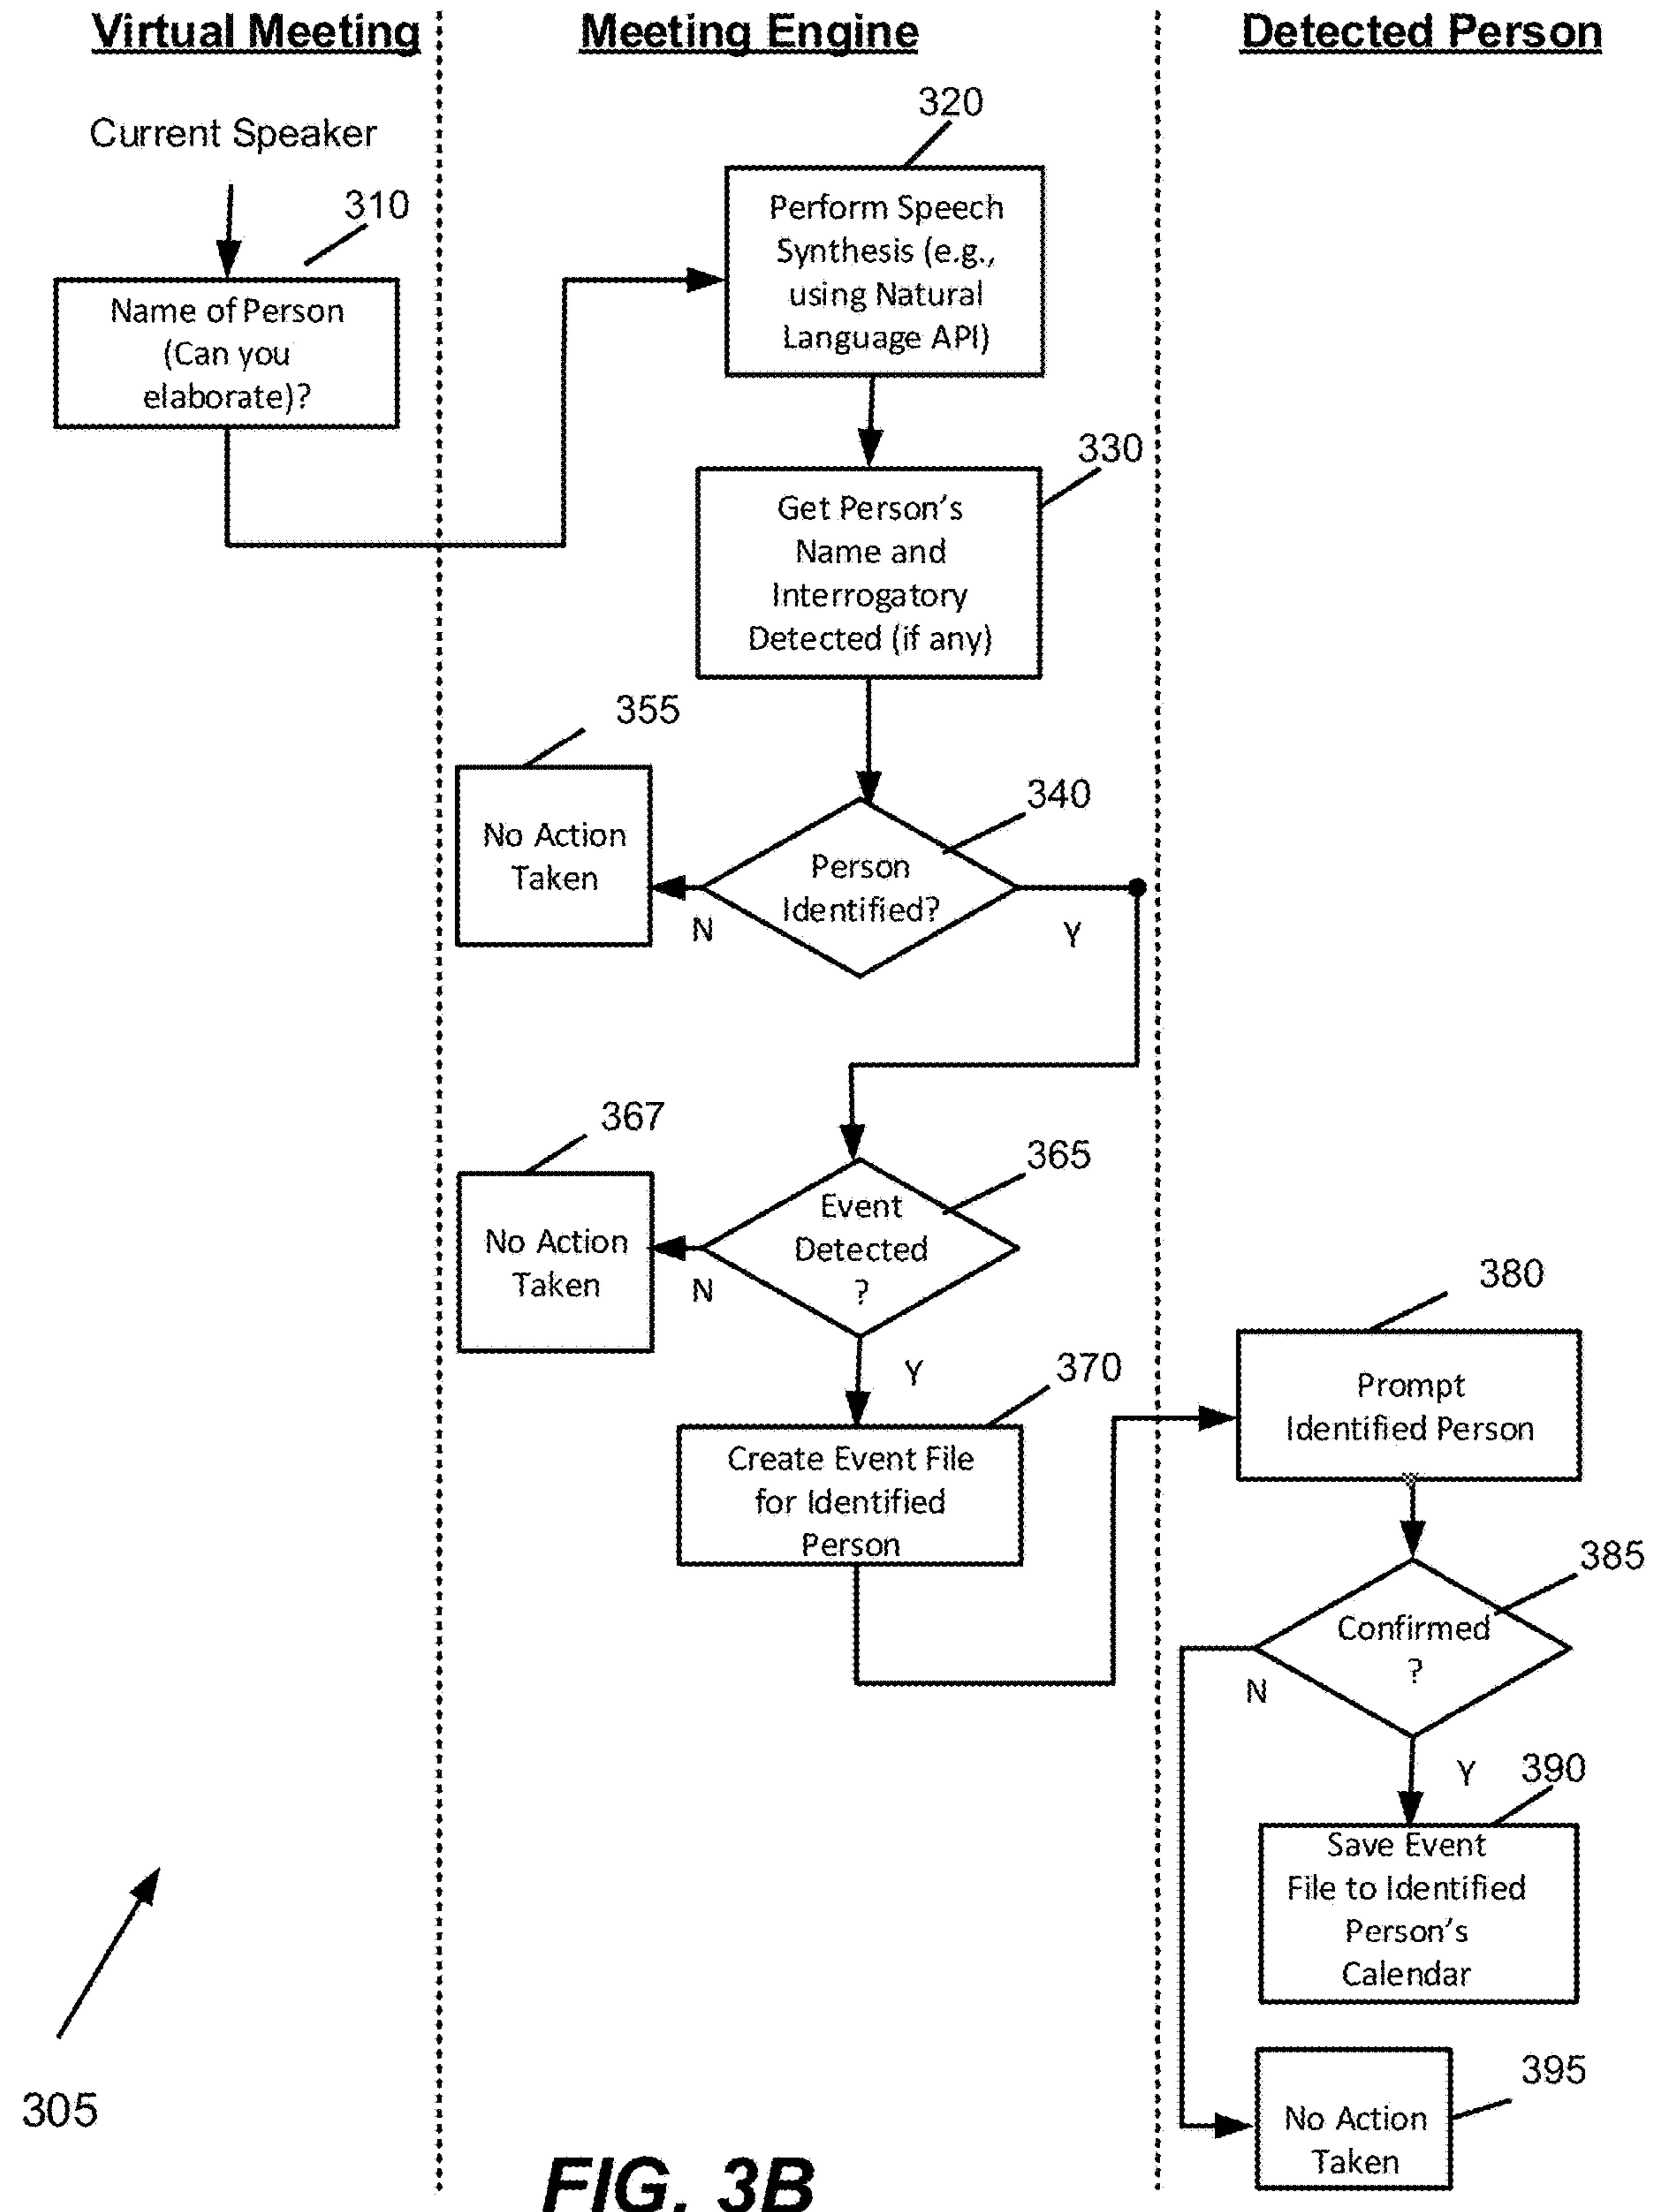 Virtual Meeting
Meeting Engine
Detected Person
Current Speaker
310
Name of Person
(Can you
elaborate)?
320
Perform Speech
Synthesis (e.g.,
using Natural
Language API)
330
Get Person's
Name and
Interrogatory
Detected (if any)
355
No Action
Taken
340
Person
Identified?
N
Y
367
No Action
Taken
365
Event
Detected
?
N
Y
370
Create Event File
for Identified
Person
380
Prompt
Identified Person
385
Confirmed
?
N
Y
390
Save Event
File to Identified
Person's
Calendar
395
No Action
Taken
305
FIG. 3B